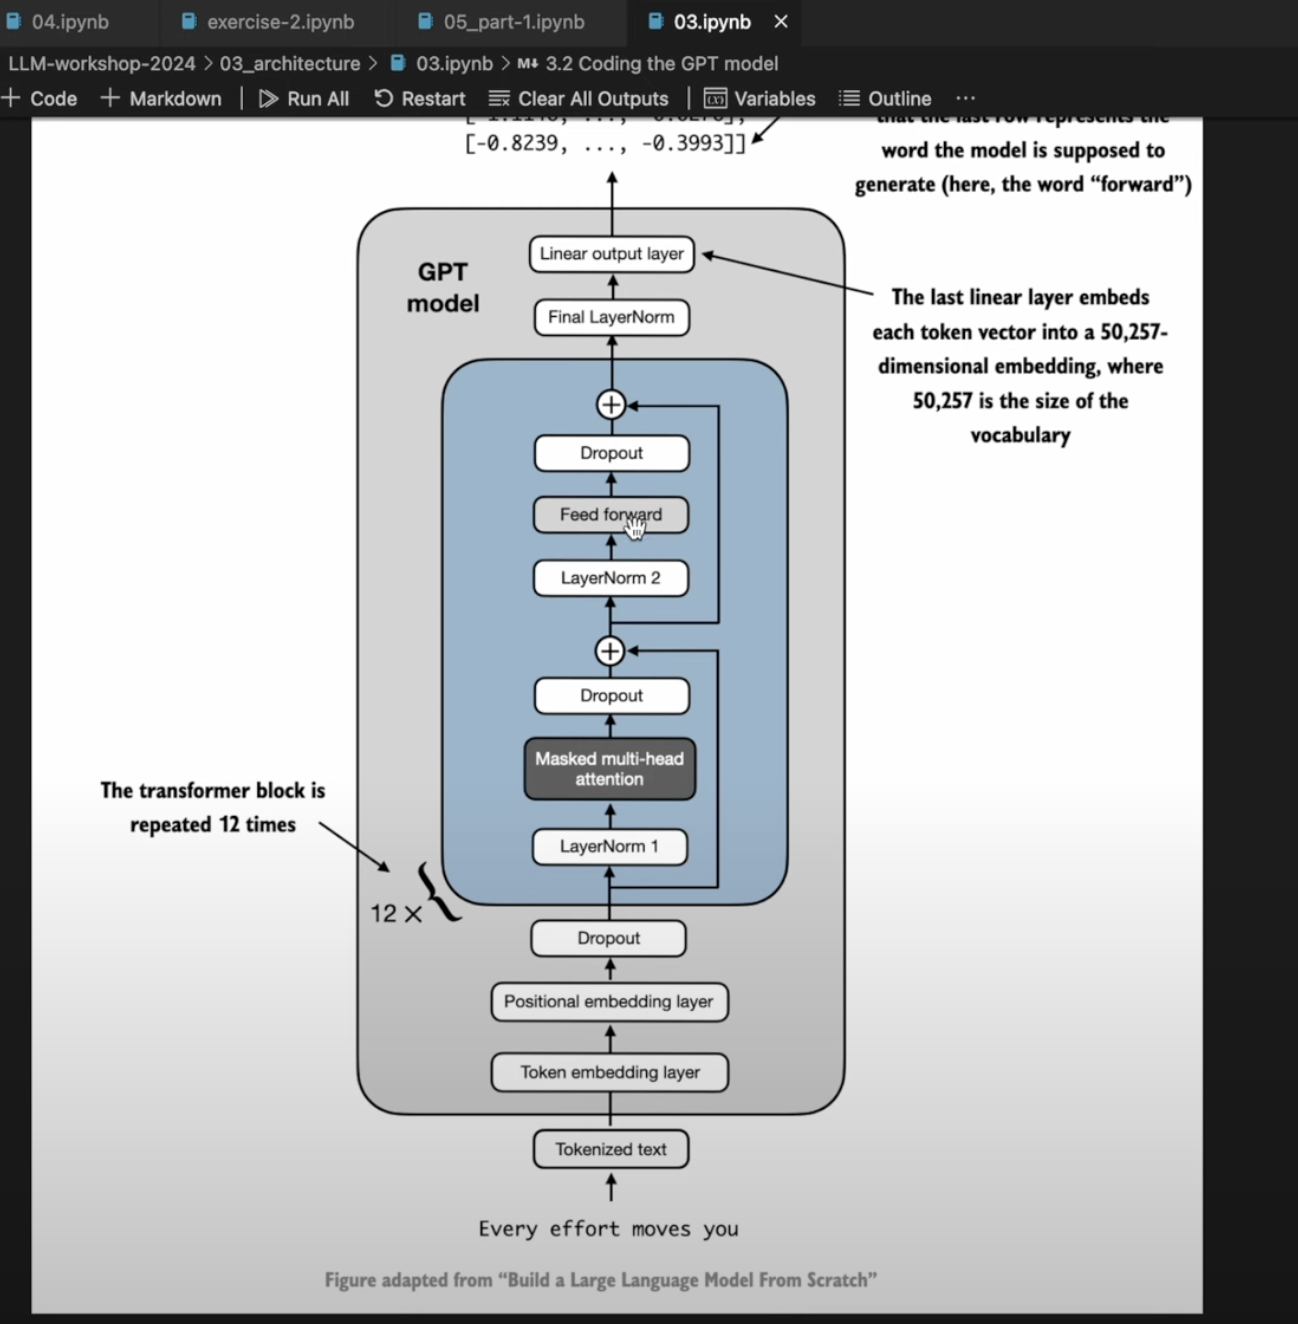 04.ipynb
exercise-2.ipynb
05_part-1.ipynb
03.ipynb
LLM-workshop-2024 > 03_architecture > 03.ipynb > M↓ 3.2 Coding the GPT model
+ Code
+ Markdown
Run All
Restart
Clear All Outputs
Variables
Outline
...
that the last row represents the
[-0.8239, ..., -0.3993]]
word the model is supposed to
generate (here, the word “forward”)
GPT
model
Linear output layer
Final LayerNorm
The last linear layer embeds
each token vector into a 50,257-
dimensional embedding, where
50,257 is the size of the
vocabulary
+
Dropout
Feed forward
LayerNorm 2
+
Dropout
Masked multi-head
attention
LayerNorm 1
The transformer block is
repeated 12 times
12 ×
Dropout
Positional embedding layer
Token embedding layer
Tokenized text
Every effort moves you
Figure adapted from “Build a Large Language Model From Scratch”